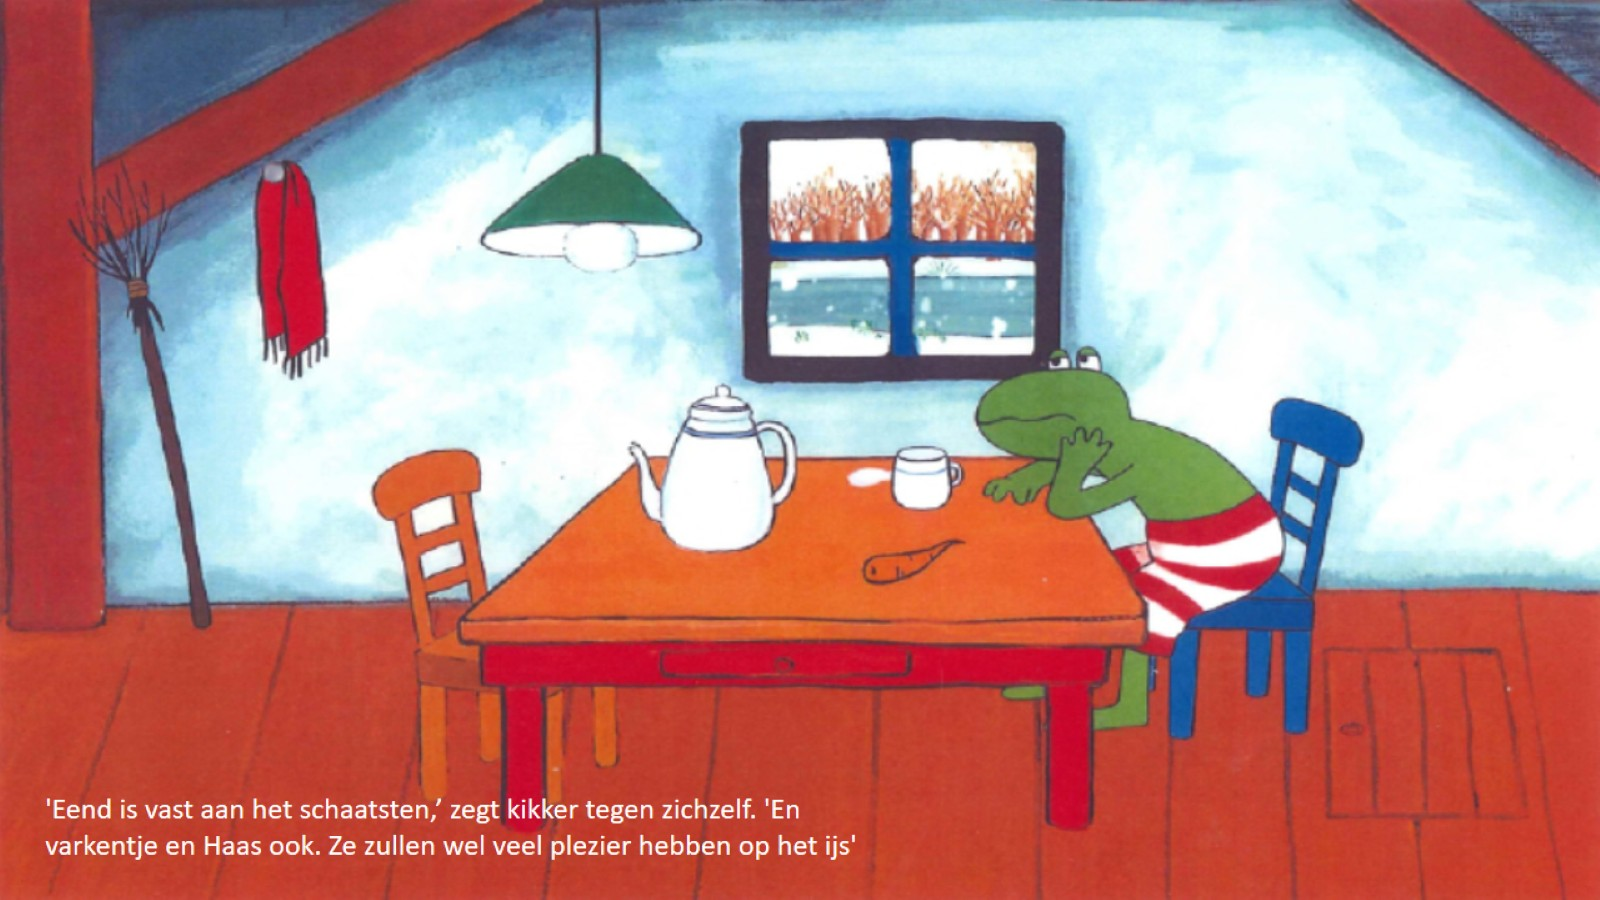 'Eend is vast aan het schaatsten,’ zegt kikker tegen zichzelf. 'En
varkentje en Haas ook. Ze zullen wel veel plezier hebben op het ijs'